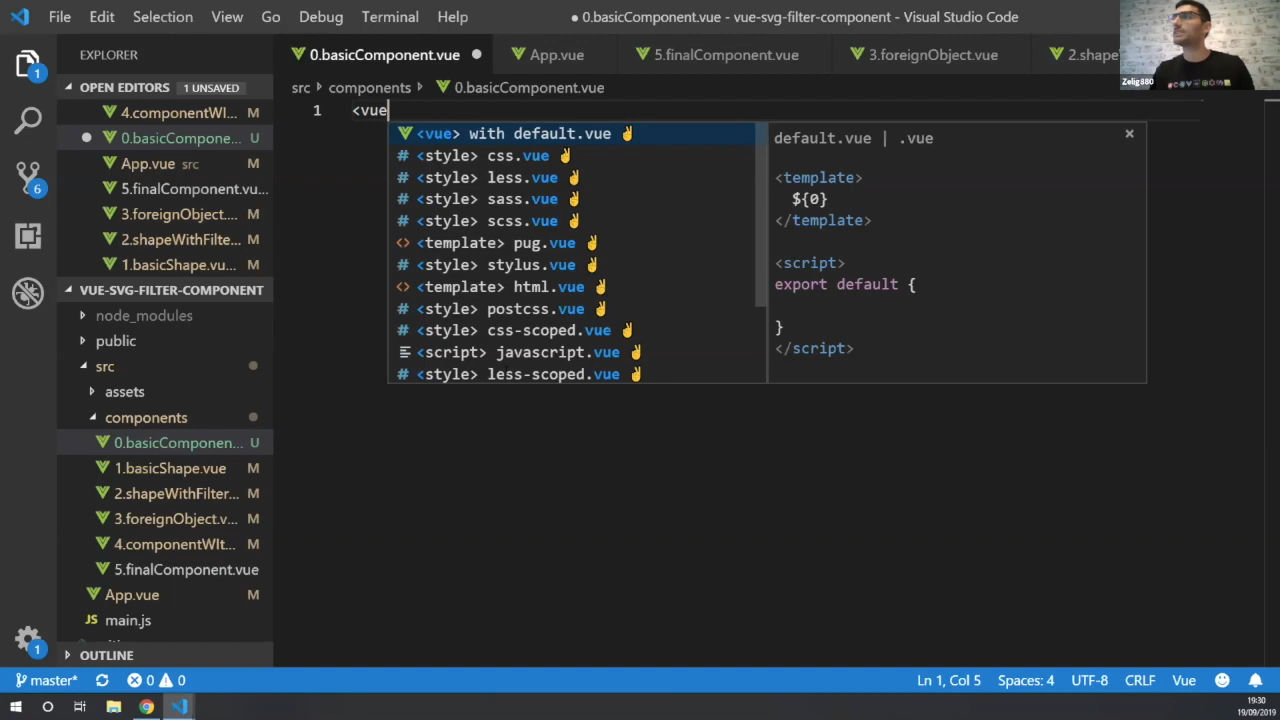 File Edit Selection View Go Debug Terminal Help
● 0.basicComponent.vue - vue-svg-filter-component - Visual Studio Code
Zelig880
EXPLORER
0.basicComponent.vue
App.vue
5.finalComponent.vue
3.foreignObject.vue
2.shape
OPEN EDITORS 1 UNSAVED
src › components › 0.basicComponent.vue
4.componentWI... M
0.basicCompone... U
App.vue src M
5.finalComponent.vu...
3.foreignObject.... M
2.shapeWithFilte... M
1.basicShape.vu... M
VUE-SVG-FILTER-COMPONENT
node_modules
public
src
assets
components
0.basicComponen... U
1.basicShape.vue M
2.shapeWithFilter... M
3.foreignObject.v... M
4.componentWIt... M
5.finalComponent.vue
App.vue M
JS main.js
OUTLINE
1
6
1
1 <vue
<vue> with default.vue ✌
# <style> css.vue ✌
# <style> less.vue ✌
# <style> sass.vue ✌
# <style> scss.vue ✌
<> <template> pug.vue ✌
# <style> stylus.vue ✌
<> <template> html.vue ✌
# <style> postcss.vue ✌
# <style> css-scoped.vue ✌
<script> javascript.vue ✌
# <style> less-scoped.vue ✌
default.vue | .vue
<template>
${0}
</template>
<script>
export default {
}
</script>
master* 0 0
Ln 1, Col 5 Spaces: 4 UTF-8 CRLF Vue
19:30
19/09/2019